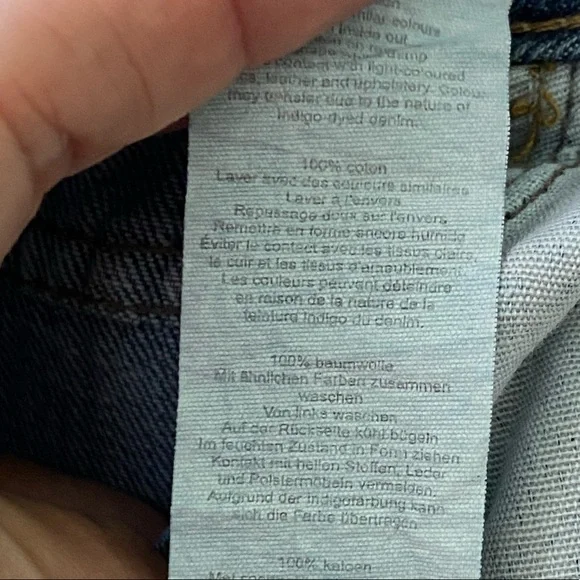 colours
inside out
contact with light-coloured
leather and upholstery. Colour
may transfer due to the nature of
indigo dyed denim.
100% coton
Laver avec des couleurs similaires
Laver à l'envers
Repassage doux sur l'envers
Remettre en forme encore humide
Éviter le contact avec les tissus clairs,
le cuir et les tissus d'ameublement.
Les couleurs peuvent déteindre
en raison de la nature de la
teinture indigo du denim.
100% baumwolle
Mit ähnlichen Farben zusammen
waschen
Von links waschen
Auf der Rückseite kühl bügeln
Im feuchten Zustand in Form ziehen
Kontakt mit hellen Stoffen, Leder
und Polstermöbeln vermeiden.
Aufgrund der Indigofärbung kann
sich die Farbe übertragen
100% katoen
Met